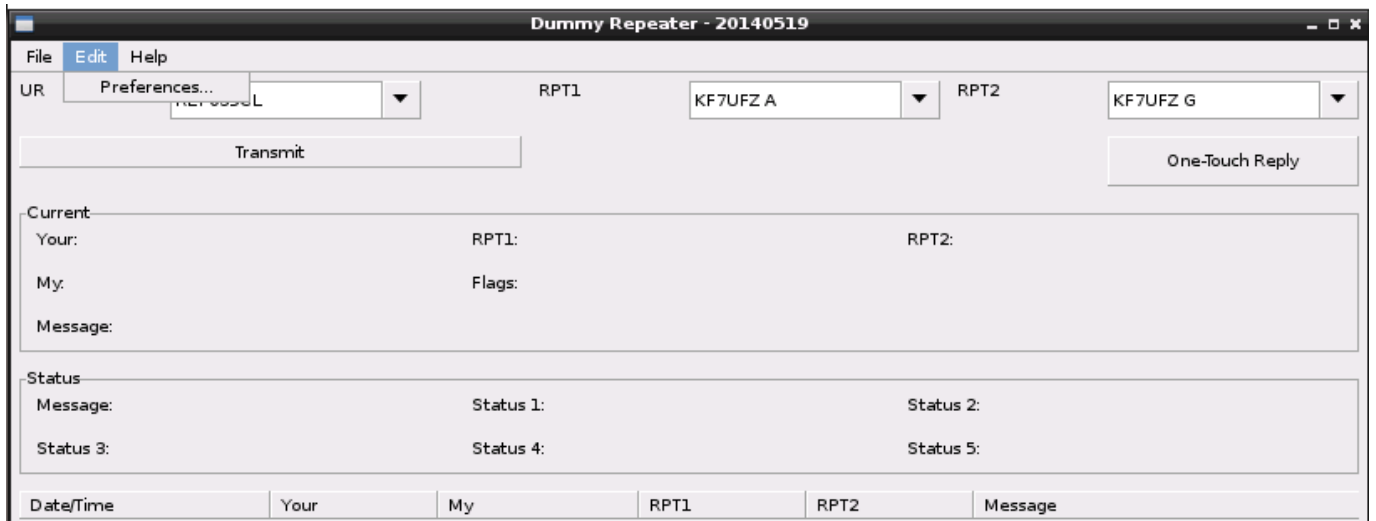 Dummy Repeater - 20140519
File Edit Help
Preferences...
UR RPT1 KF7UFZ A RPT2 KF7UFZ G
Transmit One-Touch Reply
Current
Your: RPT1: RPT2:
My: Flags:
Message:
Status
Message: Status 1: Status 2:
Status 3: Status 4: Status 5:
Date/Time Your My RPT1 RPT2 Message